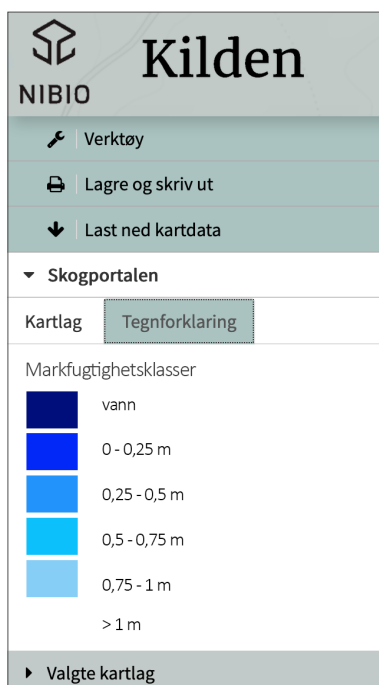 NIBIO
Kilden
Verktøy
Lagre og skriv ut
Last ned kartdata
Skogportalen
Kartlag Tegnforklaring
Markfugtighetsklasser
vann
0 - 0,25 m
0,25 - 0,5 m
0,5 - 0,75 m
0,75 - 1 m
> 1 m
Valgte kartlag